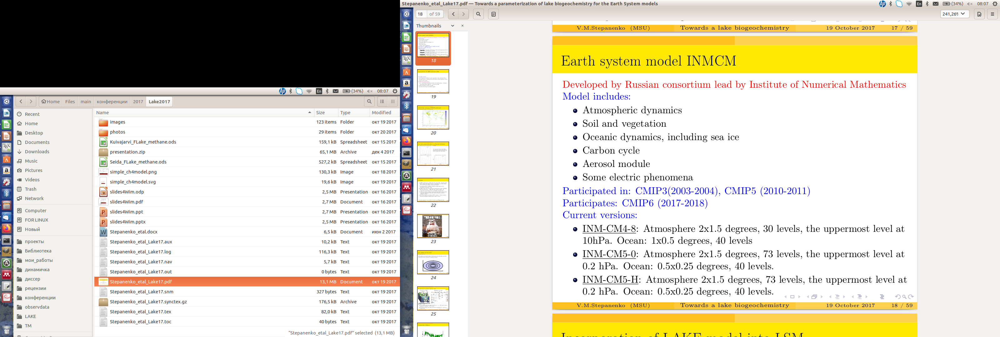 (34%) 08:07
Home Files main конференции 2017 Lake2017
Recent
Home
Desktop
Documents
Downloads
Music
Pictures
Videos
Trash
Network
Computer
FOR LINUX
Новый
проекты
Библиотека
мои_работы
динамичка
диссер
рецензии
конференции
observdata
LAKE
TM
Name Size Type Modified
images 123 items Folder окт 19 2017
photos 29 items Folder окт 20 2017
Kuivajarvi_FLake_methane.ods 159,1 kB Spreadsheet окт 15 2017
presentation.zip 65,1 MB Archive дек 4 2017
Seida_FLake_methane.ods 527,2 kB Spreadsheet окт 15 2017
simple_ch4model.png 130,3 kB Image окт 18 2017
simple_ch4model.svg 19,6 kB Image окт 19 2017
slides4Wim.odp 2,5 MB Presentation окт 16 2017
slides4Wim.pdf 2,7 MB Document окт 16 2017
slides4Wim.ppt 2,7 MB Presentation окт 16 2017
slides4Wim.pptx 2,5 MB Presentation окт 16 2017
Stepanenko_etal.docx 6,5 kB Document июн 2 2017
Stepanenko_etal_Lake17.aux 10,2 kB Text окт 19 2017
Stepanenko_etal_Lake17.log 116,3 kB Text окт 19 2017
Stepanenko_etal_Lake17.nav 5,7 kB Text окт 19 2017
Stepanenko_etal_Lake17.out 0 bytes Text окт 19 2017
Stepanenko_etal_Lake17.pdf 13,1 MB Document окт 19 2017
Stepanenko_etal_Lake17.snm 327 bytes Text окт 19 2017
Stepanenko_etal_Lake17.synctex.gz 176,5 kB Archive окт 19 2017
Stepanenko_etal_Lake17.tex 82,0 kB Text окт 19 2017
Stepanenko_etal_Lake17.toc 40 bytes Text окт 19 2017
"Stepanenko_etal_Lake17.pdf" selected (13,1 MB)
Stepanenko_etal_Lake17.pdf — Towards a parameterization of lake biogeochemistry for the Earth System models
En (34%) 08:07
18 of 59 241,26%
Thumbnails
18
19
20
21
22
THANK YOU
23
24
25
V.M.Stepanenko (MSU) Towards a lake biogeochemistry 19 October 2017 17 / 59
Earth system model INMCM
Developed by Russian consortium lead by Institute of Numerical Mathematics
Model includes:
Atmospheric dynamics
Soil and vegetation
Oceanic dynamics, including sea ice
Carbon cycle
Aerosol module
Some electric phenomena
Participated in: CMIP3(2003-2004), CMIP5 (2010-2011)
Participates: CMIP6 (2017-2018)
Current versions:
INM-CM4-8: Atmosphere 2x1.5 degrees, 30 levels, the uppermost level at
10hPa. Ocean: 1x0.5 degrees, 40 levels
INM-CM5-0: Atmosphere 2x1.5 degrees, 73 levels, the uppermost level at
0.2 hPa. Ocean: 0.5x0.25 degrees, 40 levels.
INM-CM5-H: Atmosphere 2x1.5 degrees, 73 levels, the uppermost level at
0.2 hPa. Ocean: 0.5x0.25 degrees, 40 levels.
V.M.Stepanenko (MSU) Towards a lake biogeochemistry 19 October 2017 18 / 59
Incorporation of LAKE model into LSM